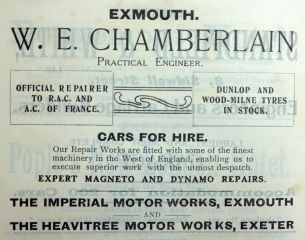 EXMOUTH.
W. E. CHAMBERLAIN
PRACTICAL ENGINEER.
OFFICIAL REPAIRER
TO R.A.C. AND
A.C. OF FRANCE.
DUNLOP AND
WOOD-MILNE TYRES
IN STOCK.
CARS FOR HIRE.
Our Repair Works are fitted with some of the finest
machinery in the West of England, enabling us to
execute superior work with the utmost despatch.
EXPERT MAGNETO AND DYNAMO REPAIRS.
THE IMPERIAL MOTOR WORKS, EXMOUTH
AND
THE HEAVITREE MOTOR WORKS, EXETER